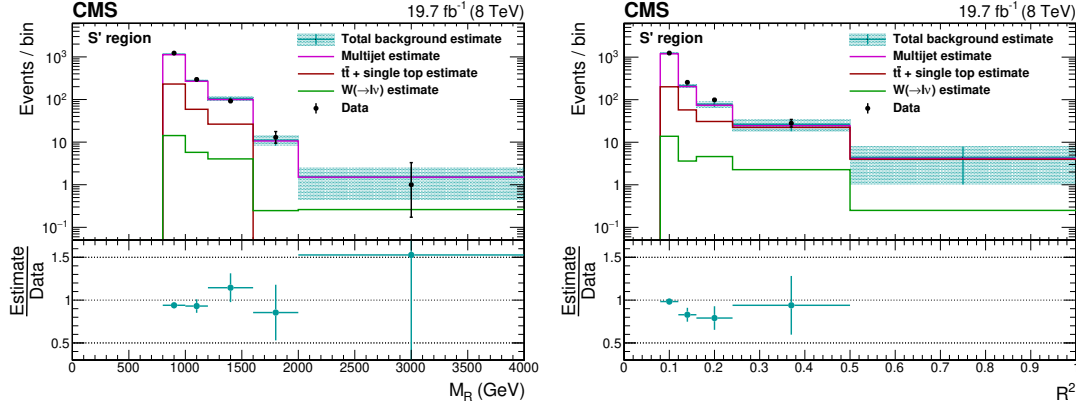 CMS 19.7 fb⁻¹ (8 TeV)
S' region
Total background estimate
Multijet estimate
tt̄ + single top estimate
W(→lν) estimate
Data
Events / bin
10³
10²
10
1
10⁻¹
Estimate
Data
1.5
1.0
0.5
0 500 1000 1500 2000 2500 3000 3500 4000
M_R (GeV)
CMS 19.7 fb⁻¹ (8 TeV)
S' region
Total background estimate
Multijet estimate
tt̄ + single top estimate
W(→lν) estimate
Data
Events / bin
10³
10²
10
1
10⁻¹
Estimate
Data
1.5
1.0
0.5
0 0.1 0.2 0.3 0.4 0.5 0.6 0.7 0.8 0.9
R²